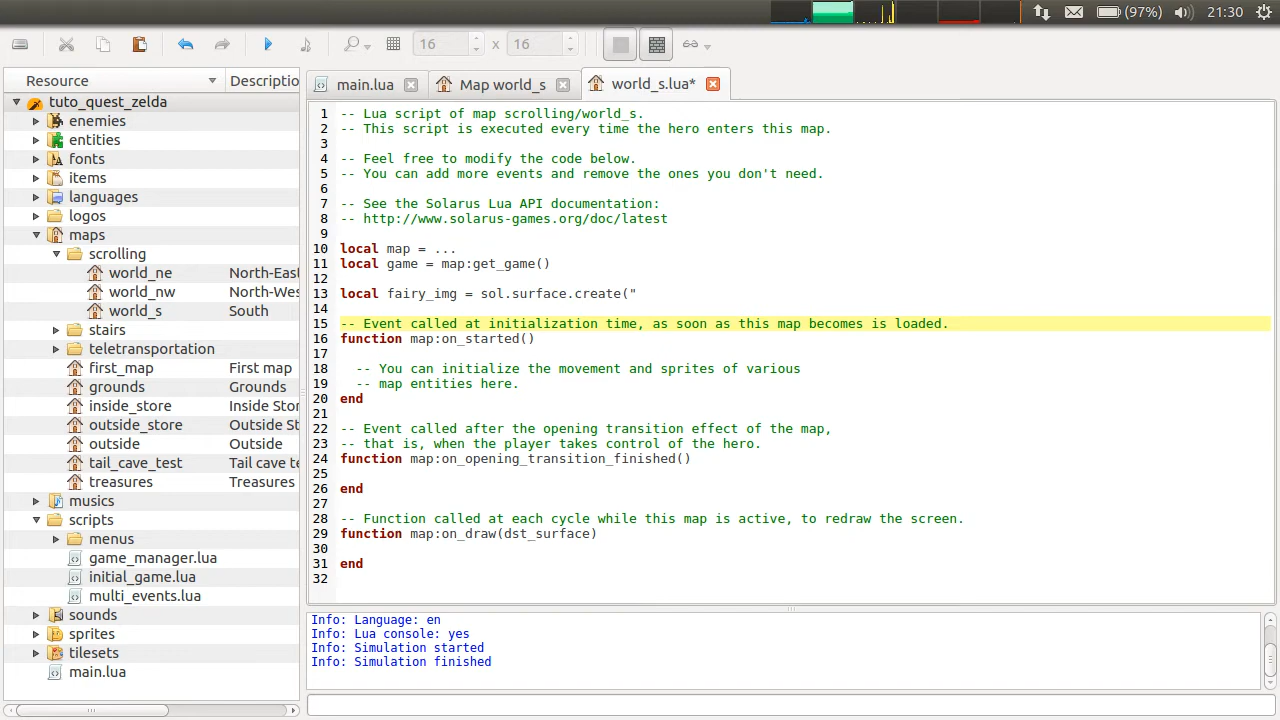 (97%) 21:30
16 x 16
Resource Descriptio
main.lua Map world_s world_s.lua*
tuto_quest_zelda
enemies
entities
fonts
items
languages
logos
maps
scrolling
world_ne North-East
world_nw North-Wes
world_s South
stairs
teletransportation
first_map First map
grounds Grounds
inside_store Inside Stor
outside_store Outside St
outside Outside
tail_cave_test Tail cave te
treasures Treasures
musics
scripts
menus
game_manager.lua
initial_game.lua
multi_events.lua
sounds
sprites
tilesets
main.lua
1 -- Lua script of map scrolling/world_s.
2 -- This script is executed every time the hero enters this map.
3
4 -- Feel free to modify the code below.
5 -- You can add more events and remove the ones you don't need.
6
7 -- See the Solarus Lua API documentation:
8 -- http://www.solarus-games.org/doc/latest
9
10 local map = ...
11 local game = map:get_game()
12
13 local fairy_img = sol.surface.create("
14
15 -- Event called at initialization time, as soon as this map becomes is loaded.
16 function map:on_started()
17
18 -- You can initialize the movement and sprites of various
19 -- map entities here.
20 end
21
22 -- Event called after the opening transition effect of the map,
23 -- that is, when the player takes control of the hero.
24 function map:on_opening_transition_finished()
25
26 end
27
28 -- Function called at each cycle while this map is active, to redraw the screen.
29 function map:on_draw(dst_surface)
30
31 end
32
Info: Language: en
Info: Lua console: yes
Info: Simulation started
Info: Simulation finished